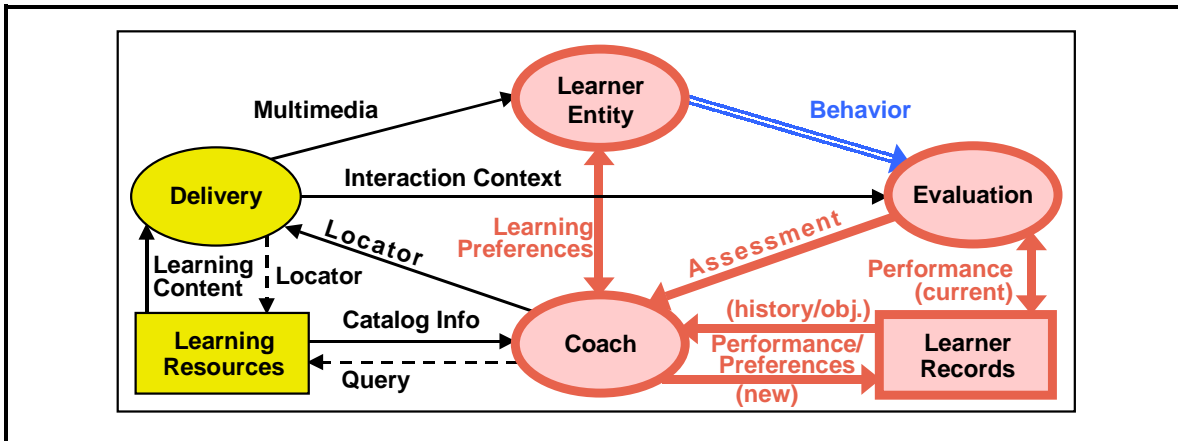 Learner
Entity
Multimedia
Behavior
Delivery
Interaction Context
Evaluation
Learning
Preferences
Locator
Assessment
Learning
Content
Locator
Performance
(current)
Learning
Resources
Catalog Info
Query
Coach
(history/obj.)
Performance/
Preferences
(new)
Learner
Records